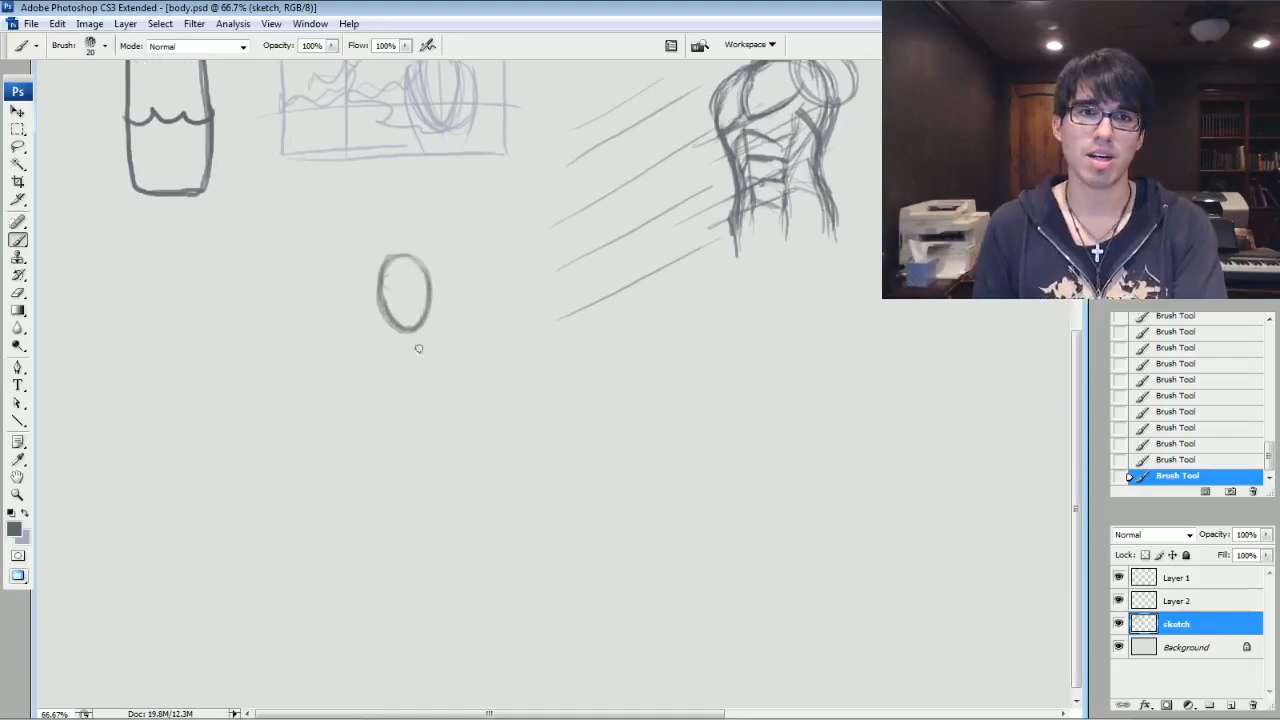 Adobe Photoshop CS3 Extended - [body.psd @ 66.7% (sketch, RGB/8)]
File Edit Image Layer Select Filter Analysis View Window Help
Brush: 20 Mode: Normal Opacity: 100% Flow: 100% Workspace
Ps
Brush Tool
Brush Tool
Brush Tool
Brush Tool
Brush Tool
Brush Tool
Brush Tool
Brush Tool
Brush Tool
Brush Tool
Brush Tool
Normal Opacity: 100%
Lock: Fill: 100%
Layer 1
Layer 2
sketch
Background
66.67% Doc: 19.8M/12.3M